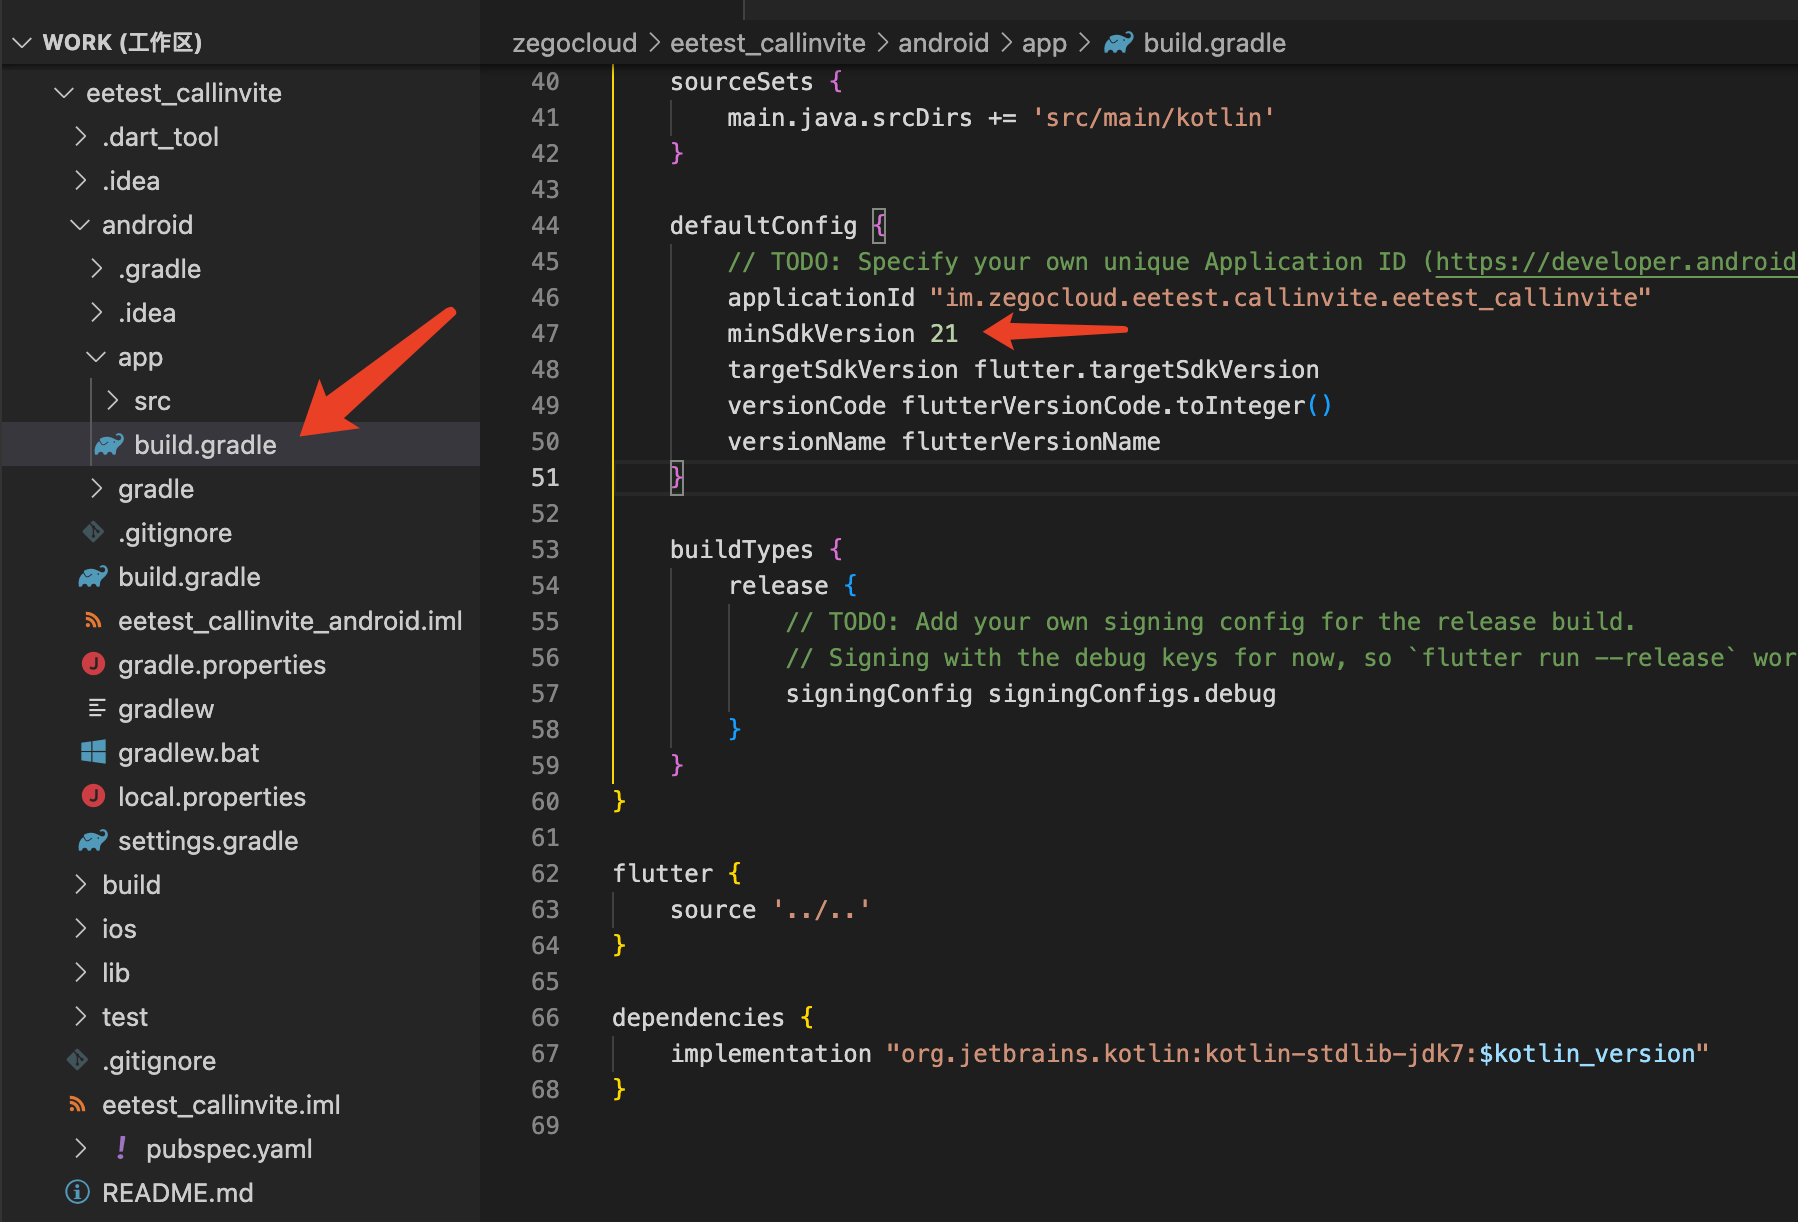 WORK (工作区)
eetest_callinvite
.dart_tool
.idea
android
.gradle
.idea
app
src
build.gradle
gradle
.gitignore
build.gradle
eetest_callinvite_android.iml
gradle.properties
gradlew
gradlew.bat
local.properties
settings.gradle
build
ios
lib
test
.gitignore
eetest_callinvite.iml
! pubspec.yaml
README.md
zegocloud > eetest_callinvite > android > app > build.gradle
40 sourceSets {
41 main.java.srcDirs += 'src/main/kotlin'
42 }
43
44 defaultConfig {
45 // TODO: Specify your own unique Application ID (https://developer.android
46 applicationId "im.zegocloud.eetest.callinvite.eetest_callinvite"
47 minSdkVersion 21
48 targetSdkVersion flutter.targetSdkVersion
49 versionCode flutterVersionCode.toInteger()
50 versionName flutterVersionName
51 }
52
53 buildTypes {
54 release {
55 // TODO: Add your own signing config for the release build.
56 // Signing with the debug keys for now, so `flutter run --release` wor
57 signingConfig signingConfigs.debug
58 }
59 }
60 }
61
62 flutter {
63 source '../..'
64 }
65
66 dependencies {
67 implementation "org.jetbrains.kotlin:kotlin-stdlib-jdk7:$kotlin_version"
68 }
69